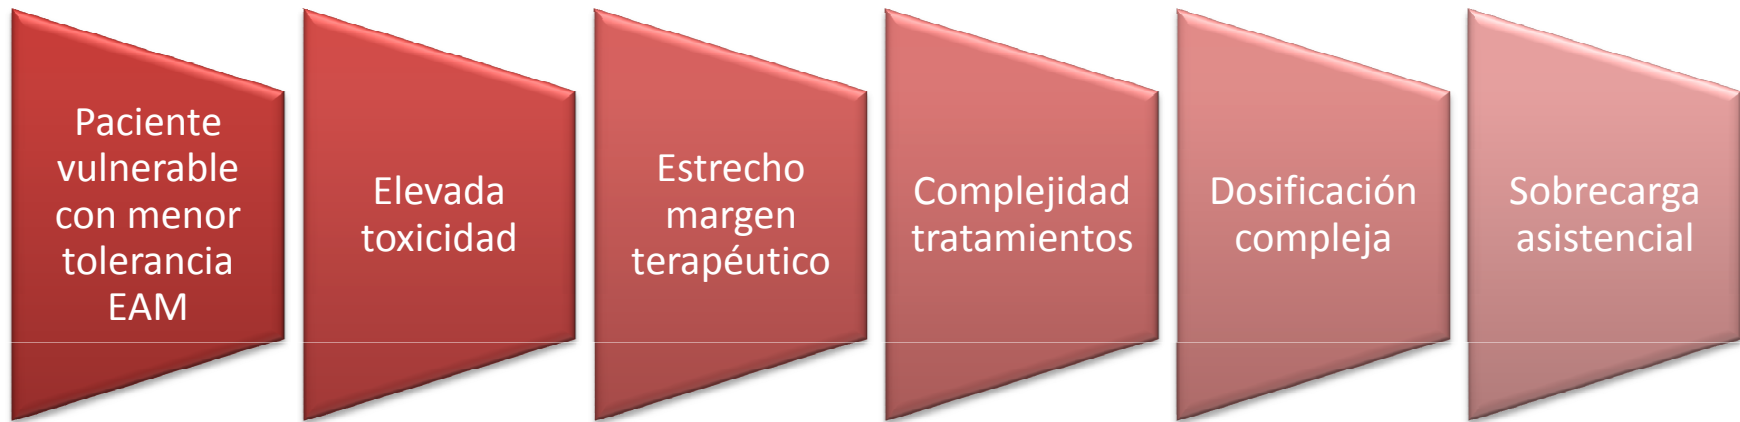 Paciente
vulnerable
con menor
tolerancia
EAM
Elevada
toxicidad
Estrecho
margen
terapéutico
Complejidad
tratamientos
Dosificación
compleja
Sobrecarga
asistencial